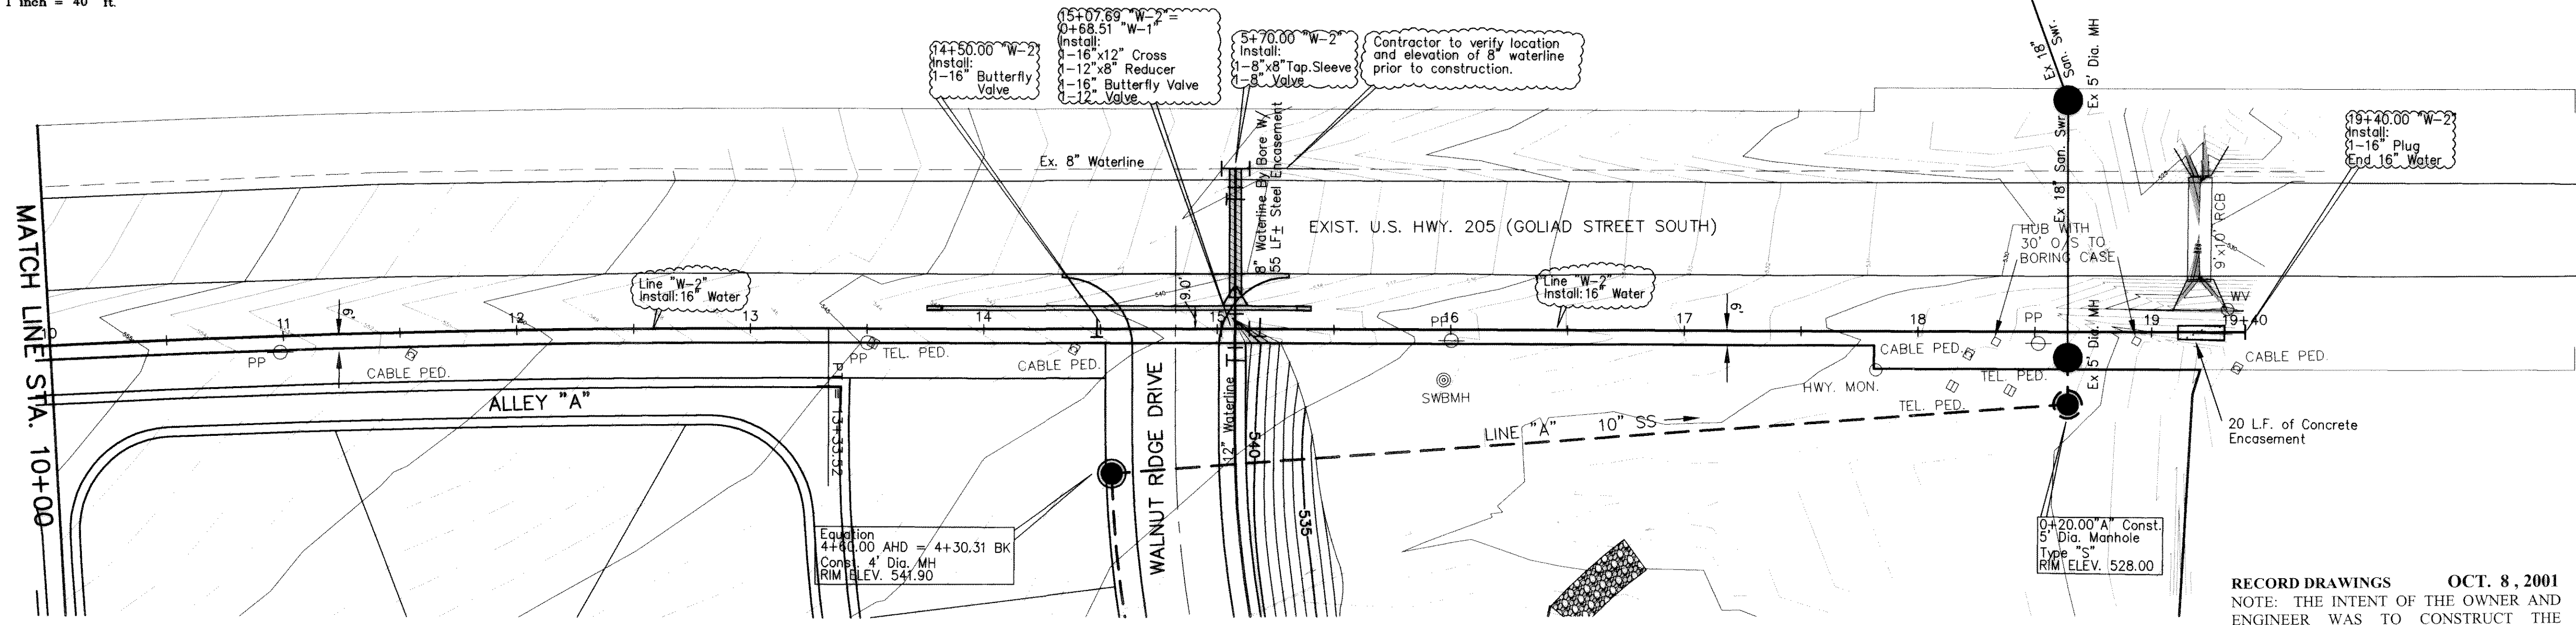 1 inch = 40 ft.
14+50.00 "W-2"
Install:
1-16" Butterfly
Valve
15+07.69 "W-2"=
0+68.51 "W-1"
Install:
1-16"x12" Cross
1-12"x8" Reducer
1-16" Butterfly Valve
1-12" Valve
5+70.00 "W-2"
Install:
1-8"x8"Tap.Sleeve
1-8" Valve
Contractor to verify location
and elevation of 8" waterline
prior to construction.
Ex 18" San. Swr.
Ex 5' Dia. MH
19+40.00 "W-2"
Install:
1-16" Plug
End 16" Water
Ex. 8" Waterline
8" Waterline By Bore W/
55 LF± Steel Encasement
EXIST. U.S. HWY. 205 (GOLIAD STREET SOUTH)
Ex 18" San. Swr.
HUB WITH
30' O/S TO
BORING CASE
9'x10' RCB
WV
Line "W-2"
Install:16" Water
Line "W-2"
Install:16" Water
9.0'
540
6'
6'
MATCH LINE STA. 10+00
10
11
12
13
14
15
16
17
18
19
19+40
PP
CABLE PED.
PP
TEL. PED.
CABLE PED.
PP
PP
CABLE PED.
Ex 5' Dia. MH
CABLE PED.
TEL. PED.
HWY. MON.
TEL. PED.
SWBMH
ALLEY "A"
PT= 13+33.52
WALNUT RIDGE DRIVE
12" Waterline
540
535
LINE "A" 10" SS
20 L.F. of Concrete
Encasement
Equation
4+60.00 AHD = 4+30.31 BK
Const. 4' Dia. MH
RIM ELEV. 541.90
0+20.00"A" Const.
5' Dia. Manhole
Type "S"
RIM ELEV. 528.00
RECORD DRAWINGS OCT. 8 , 2001
NOTE: THE INTENT OF THE OWNER AND
ENGINEER WAS TO CONSTRUCT THE